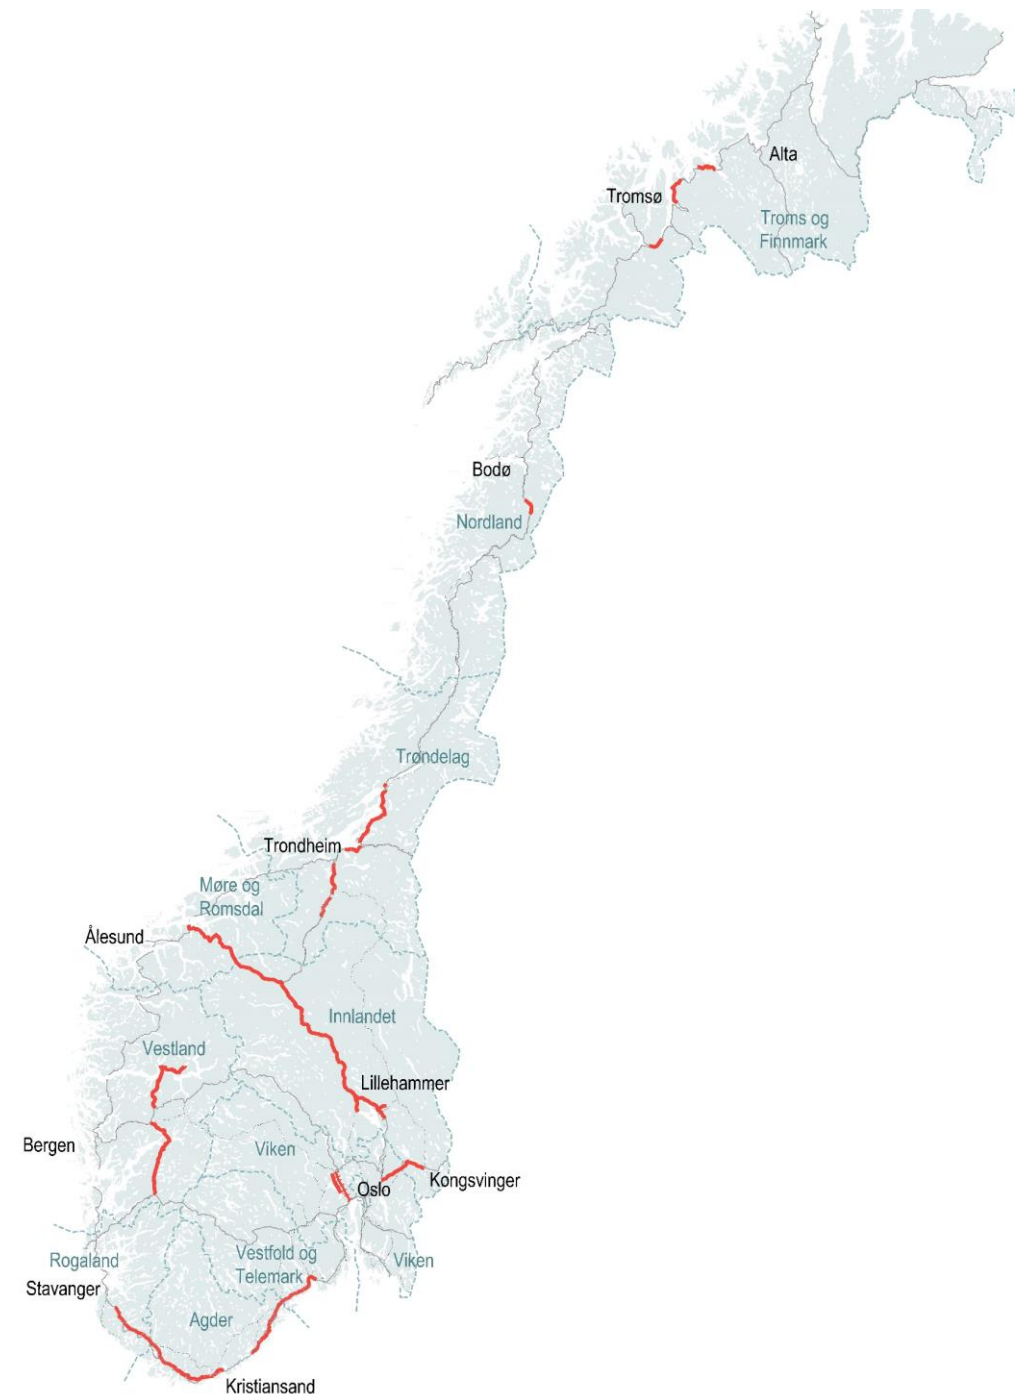 Alta
Tromsø
Troms og
Finnmark
Bodø
Nordland
Trøndelag
Trondheim
Møre og
Romsdal
Ålesund
Innlandet
Vestland
Lillehammer
Bergen
Viken
Kongsvinger
Oslo
Rogaland
Vestfold og
Telemark
Viken
Stavanger
Agder
Kristiansand